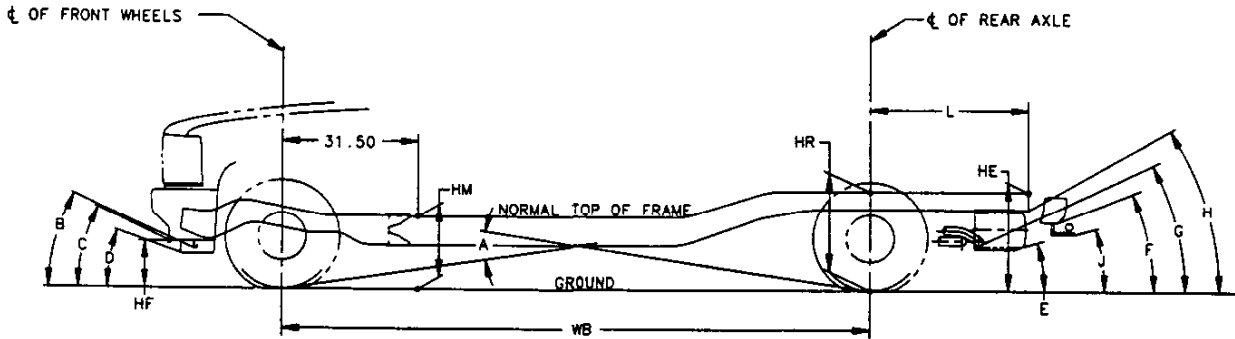 ℄ OF FRONT WHEELS
℄ OF REAR AXLE
L
31.50
HR
HE
HM
NORMAL TOP OF FRAME
A
B
C
D
HF
GROUND
H
G
F
J
E
WB